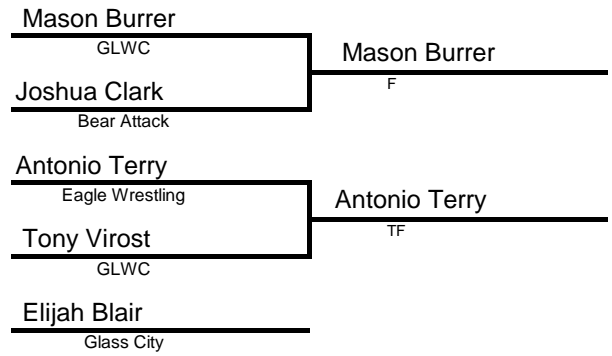 Mason Burrer
GLWC
Mason Burrer
F
Joshua Clark
Bear Attack
Antonio Terry
Eagle Wrestling
Antonio Terry
TF
Tony Virost
GLWC
Elijah Blair
Glass City